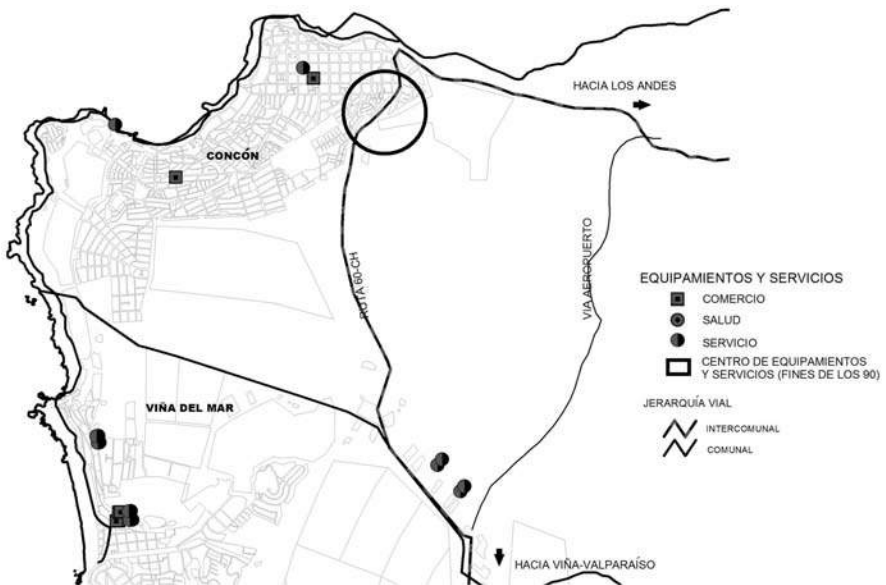 HACIA LOS ANDES
CONCÓN
RUTA 60-CH
VIA AEROPUERTO
VIÑA DEL MAR
HACIA VIÑA-VALPARAÍSO
EQUIPAMIENTOS Y SERVICIOS
COMERCIO
SALUD
SERVICIO
CENTRO DE EQUIPAMIENTOS
Y SERVICIOS (FINES DE LOS 90)
JERARQUÍA VIAL
INTERCOMUNAL
COMUNAL